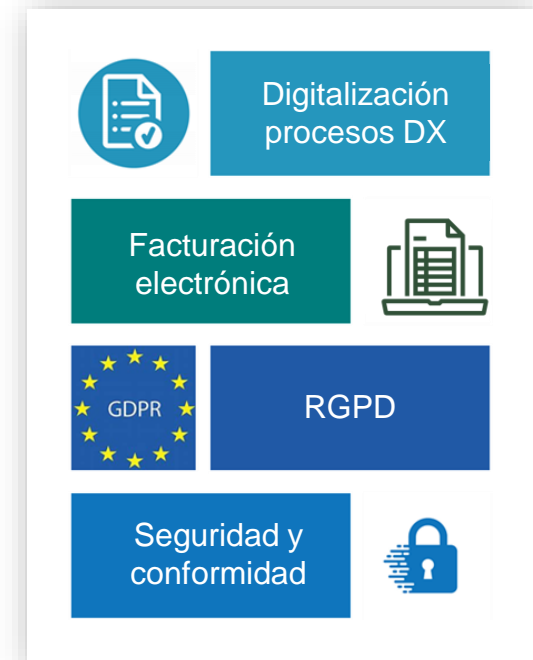 Digitalización
procesos DX
Facturación
electrónica
GDPR
RGPD
Seguridad y
conformidad